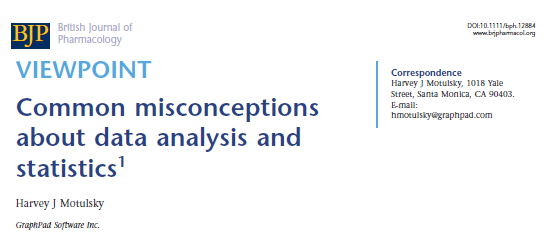 BJP British Journal of
Pharmacology
DOI:10.1111/bph.12884
www.brjpharmacol.org
VIEWPOINT
Common misconceptions
about data analysis and
statistics1
Harvey J Motulsky
GraphPad Software Inc.
Correspondence
Harvey J Motulsky, 1018 Yale
Street, Santa Monica, CA 90403.
E-mail:
hmotulsky@graphpad.com